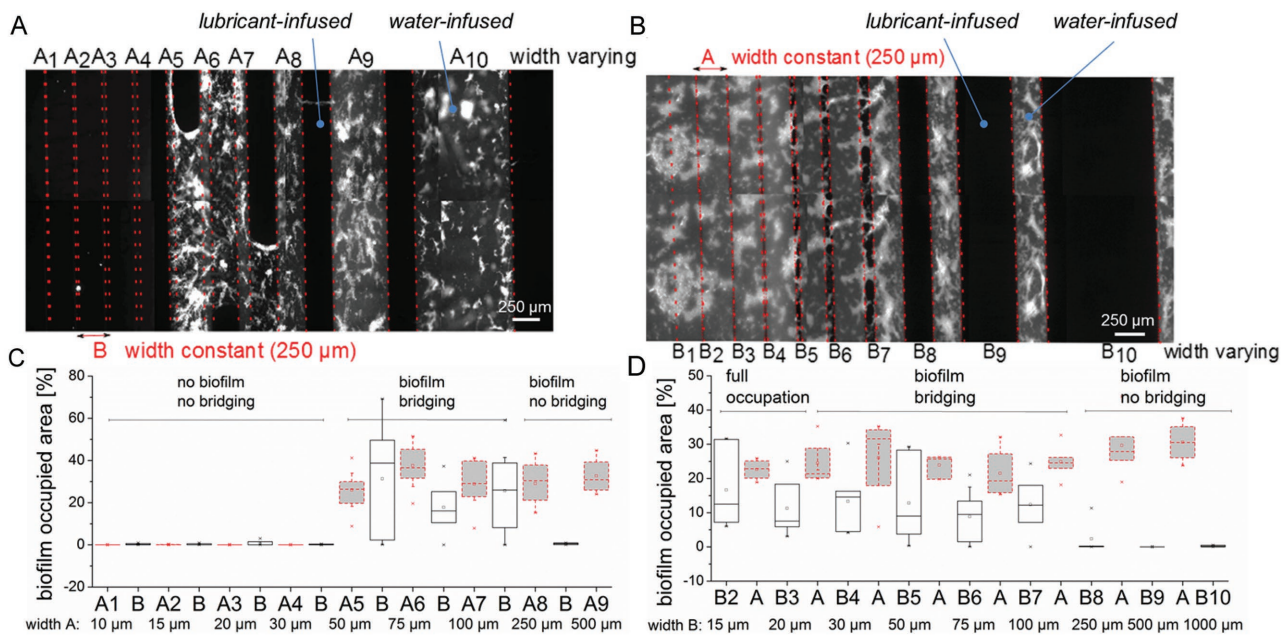 A
lubricant-infused
water-infused
A1 A2 A3 A4 A5 A6 A7 A8 A9 A10 width varying
250 µm
B width constant (250 µm)
B
lubricant-infused
water-infused
A width constant (250 µm)
250 µm
B1 B2 B3 B4 B5 B6 B7 B8 B9 B10 width varying
C
biofilm occupied area [%]
80
60
40
20
0
-20
no biofilm
no bridging
biofilm
bridging
biofilm
no bridging
A1 B A2 B A3 B A4 B A5 B A6 B A7 B A8 B A9
width A: 10 µm 15 µm 20 µm 30 µm 50 µm 75 µm 100 µm 250 µm 500 µm
D
biofilm occupied area [%]
50
40
30
20
10
0
-10
full
occupation
biofilm
bridging
biofilm
no bridging
B2 A B3 A B4 A B5 A B6 A B7 A B8 A B9 A B10
width B: 15 µm 20 µm 30 µm 50 µm 75 µm 100 µm 250 µm 500 µm 1000 µm